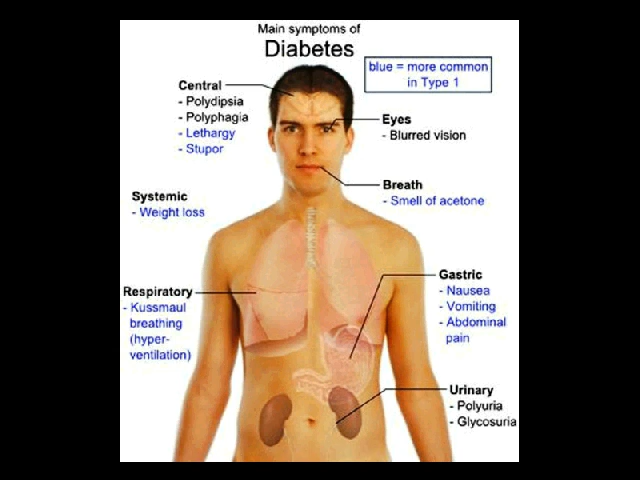 Main symptoms of
Diabetes
blue = more common
in Type 1
Central
- Polydipsia
- Polyphagia
- Lethargy
- Stupor
Eyes
- Blurred vision
Breath
- Smell of acetone
Systemic
- Weight loss
Respiratory
- Kussmaul
breathing
(hyper-
ventilation)
Gastric
- Nausea
- Vomiting
- Abdominal
pain
Urinary
- Polyuria
- Glycosuria